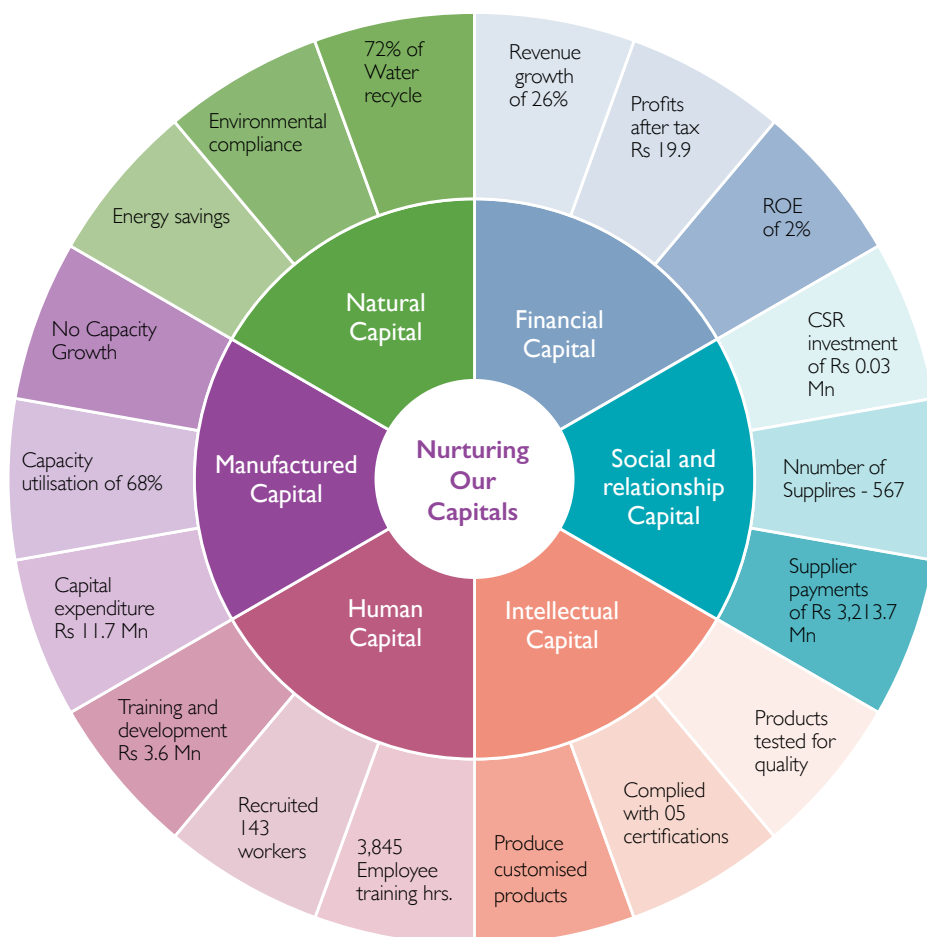 Nurturing
Our
Capitals
Financial
Capital
Revenue
growth
of 26%
Profits
after tax
Rs 19.9
ROE
of 2%
Social and
relationship
Capital
CSR
investment
of Rs 0.03
Mn
Nnumber of
Supplires - 567
Supplier
payments
of Rs 3,213.7
Mn
Intellectual
Capital
Products
tested for
quality
Complied
with 05
certifications
Produce
customised
products
Human
Capital
3,845
Employee
training hrs.
Recruited
143
workers
Training and
development
Rs 3.6 Mn
Manufactured
Capital
Capital
expenditure
Rs 11.7 Mn
Capacity
utilisation of 68%
No Capacity
Growth
Natural
Capital
Energy savings
Environmental
compliance
72% of
Water
recycle